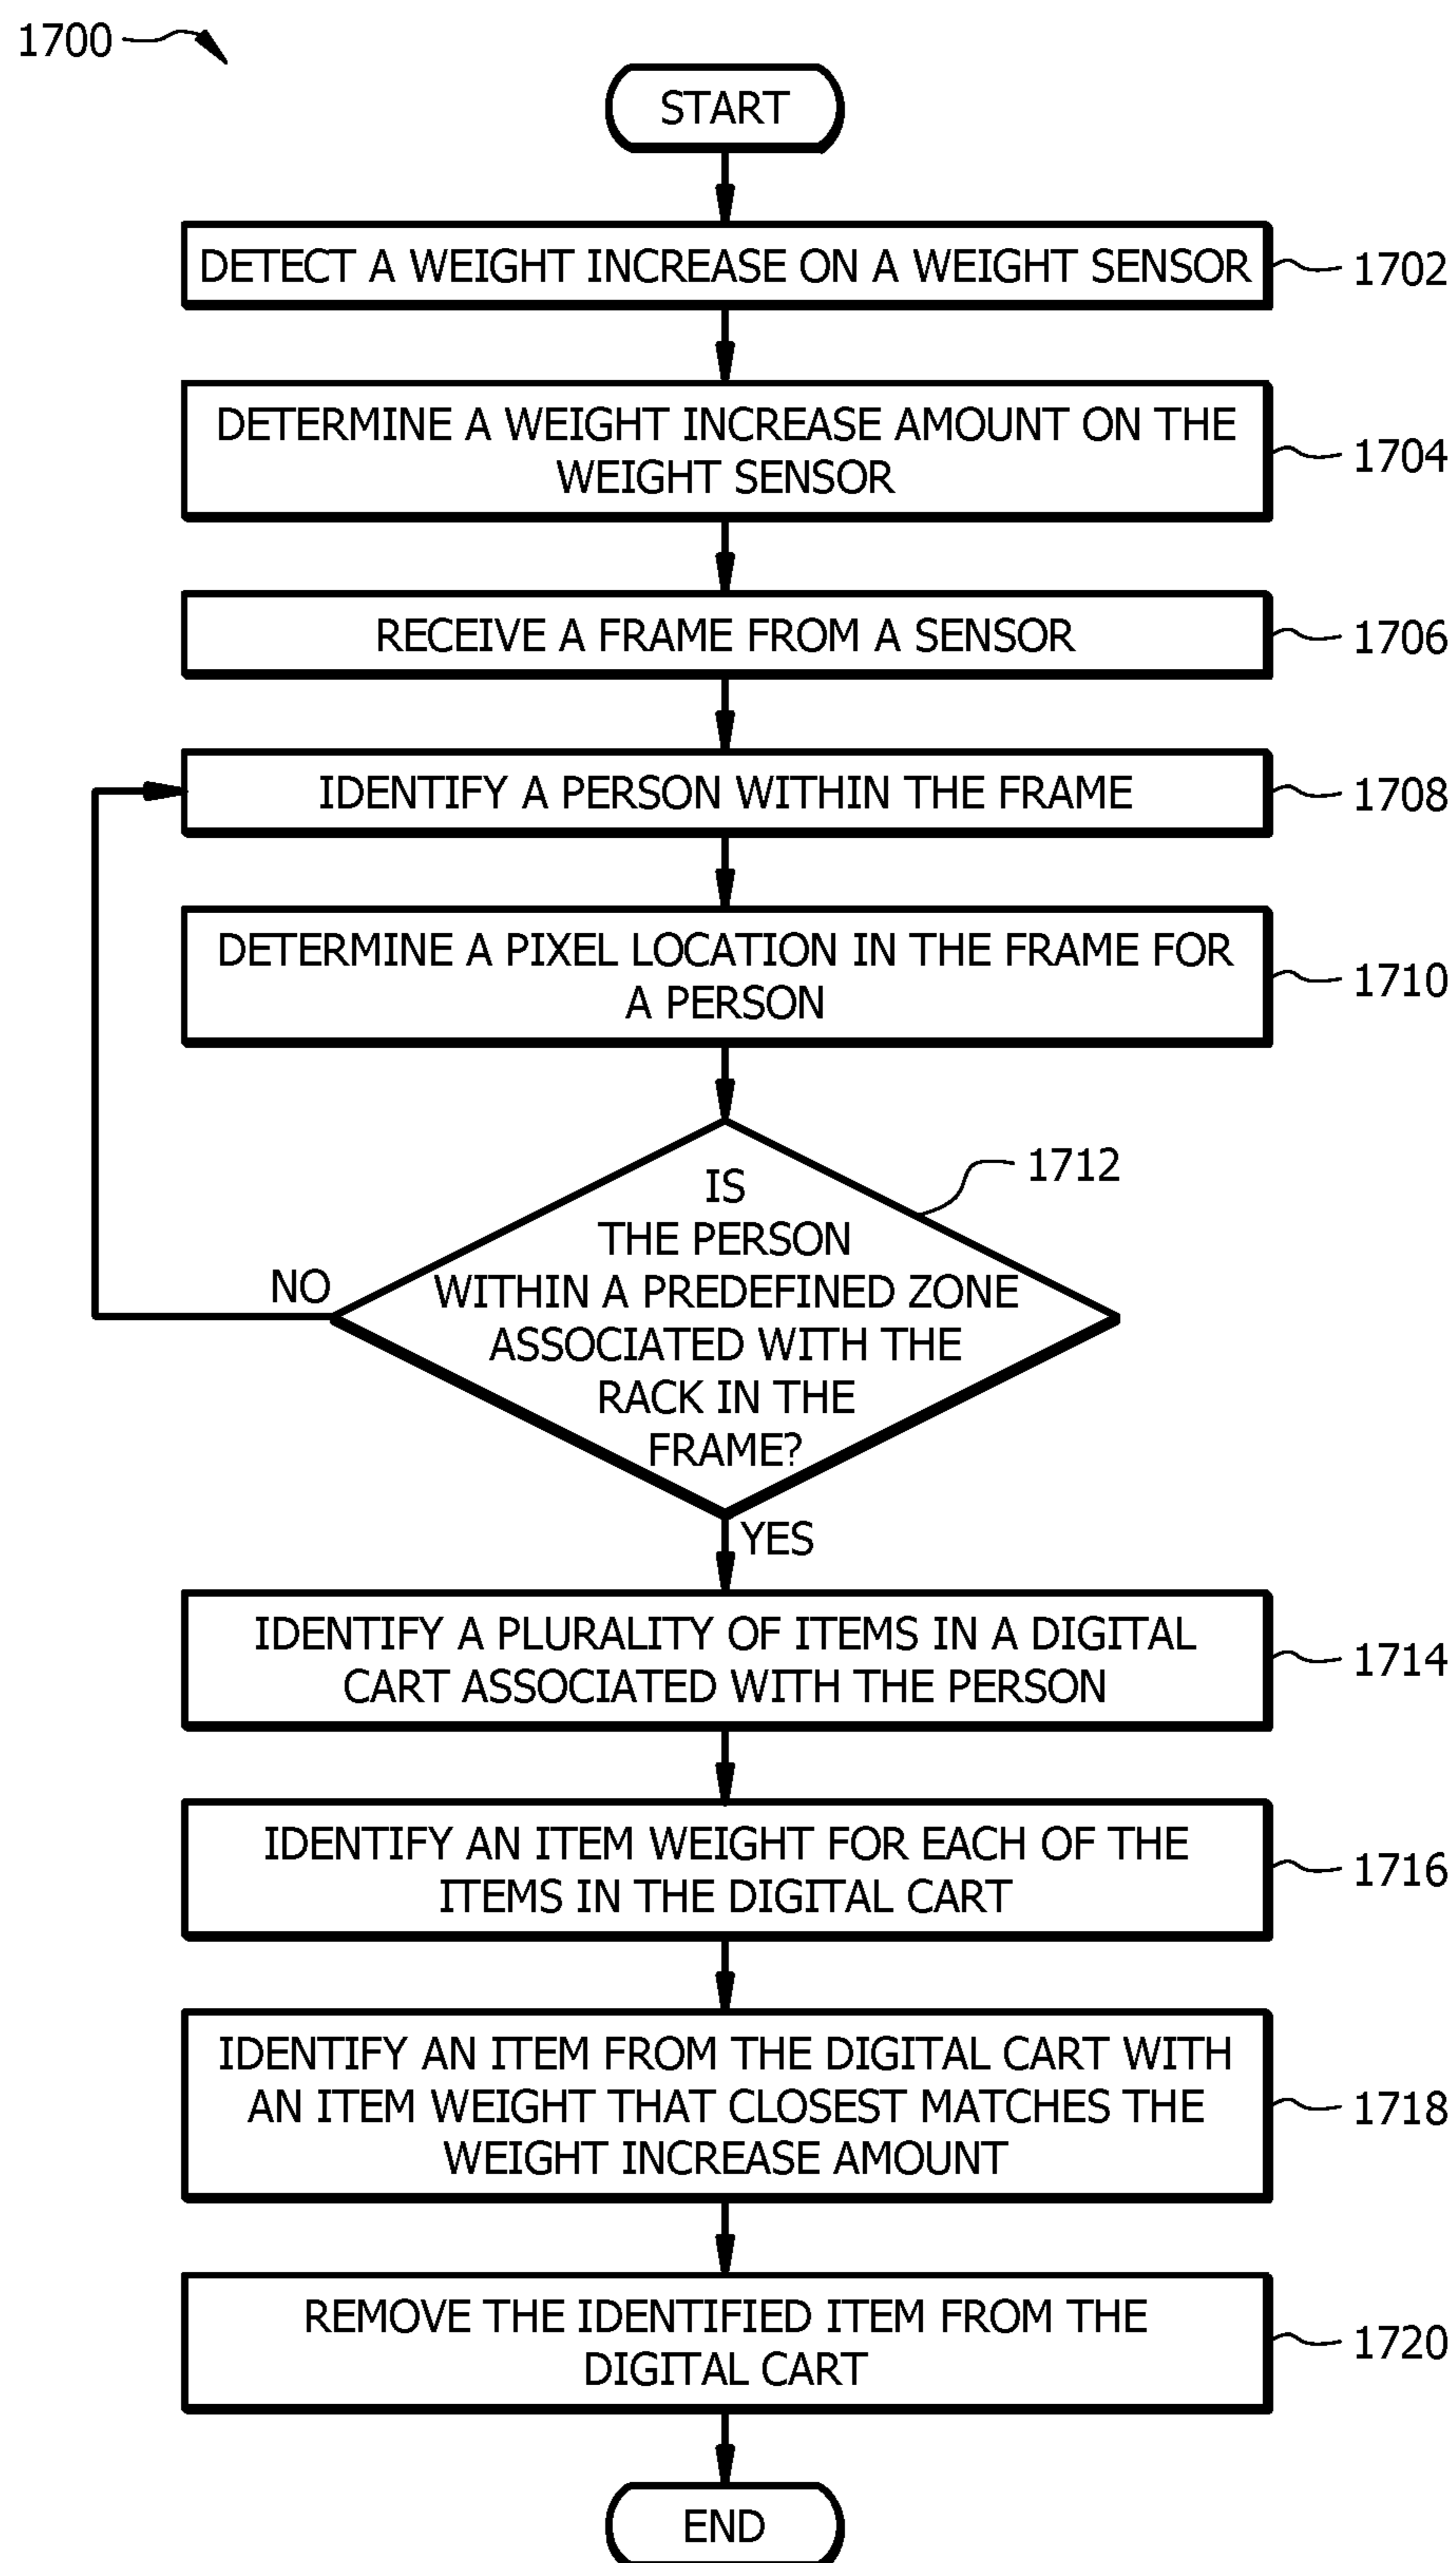 1700
START
DETECT A WEIGHT INCREASE ON A WEIGHT SENSOR
1702
DETERMINE A WEIGHT INCREASE AMOUNT ON THE
WEIGHT SENSOR
1704
RECEIVE A FRAME FROM A SENSOR
1706
IDENTIFY A PERSON WITHIN THE FRAME
1708
DETERMINE A PIXEL LOCATION IN THE FRAME FOR
A PERSON
1710
IS
THE PERSON
WITHIN A PREDEFINED ZONE
ASSOCIATED WITH THE
RACK IN THE
FRAME?
1712
NO
YES
IDENTIFY A PLURALITY OF ITEMS IN A DIGITAL
CART ASSOCIATED WITH THE PERSON
1714
IDENTIFY AN ITEM WEIGHT FOR EACH OF THE
ITEMS IN THE DIGITAL CART
1716
IDENTIFY AN ITEM FROM THE DIGITAL CART WITH
AN ITEM WEIGHT THAT CLOSEST MATCHES THE
WEIGHT INCREASE AMOUNT
1718
REMOVE THE IDENTIFIED ITEM FROM THE
DIGITAL CART
1720
END